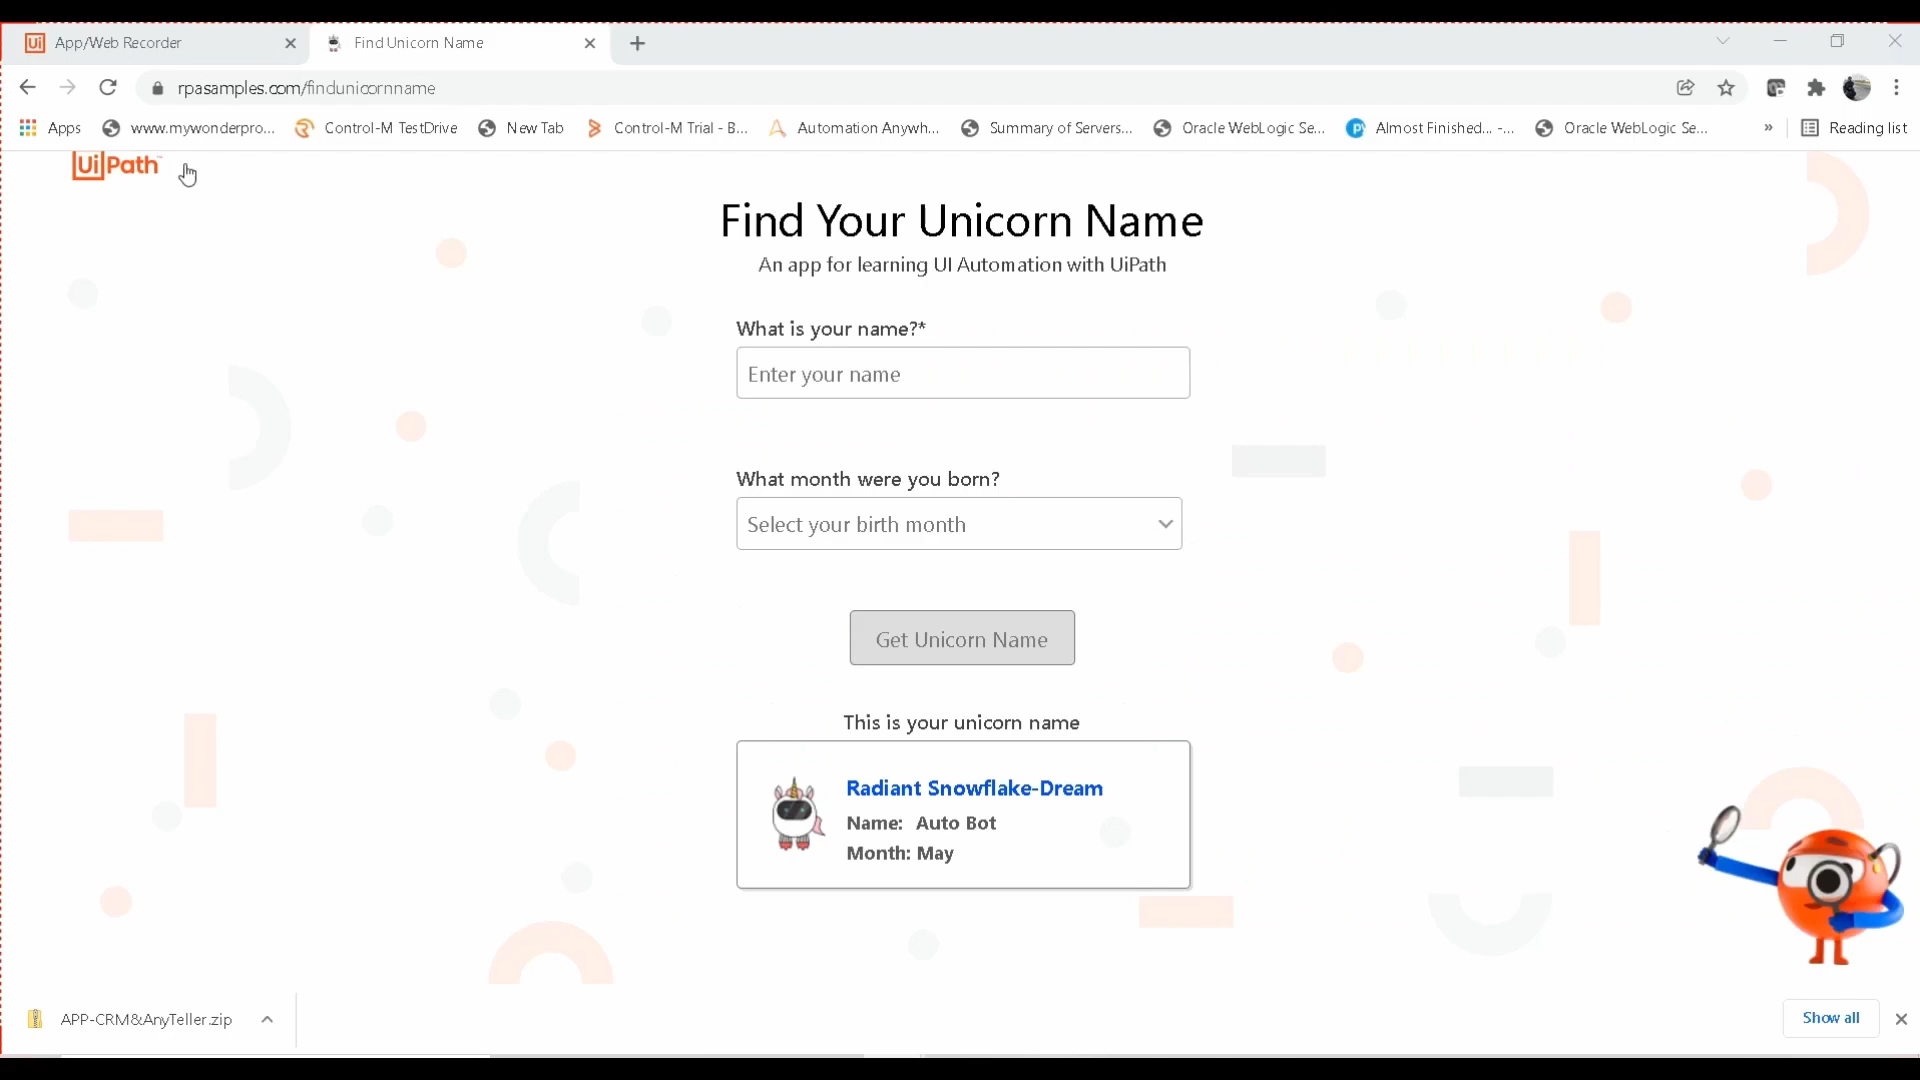 Ui App/Web Recorder
Find Unicorn Name
rpasamples.com/findunicornname
Apps
www.mywonderpro...
Control-M TestDrive
New Tab
Control-M Trial - B...
Automation Anywh...
Summary of Servers...
Oracle WebLogic Se...
Almost Finished... -...
Oracle WebLogic Se...
»
Reading list
UiPath
Find Your Unicorn Name
An app for learning UI Automation with UiPath
What is your name?*
Enter your name
What month were you born?
Select your birth month
Get Unicorn Name
This is your unicorn name
Radiant Snowflake-Dream
Name: Auto Bot
Month: May
APP-CRM&AnyTeller.zip
Show all